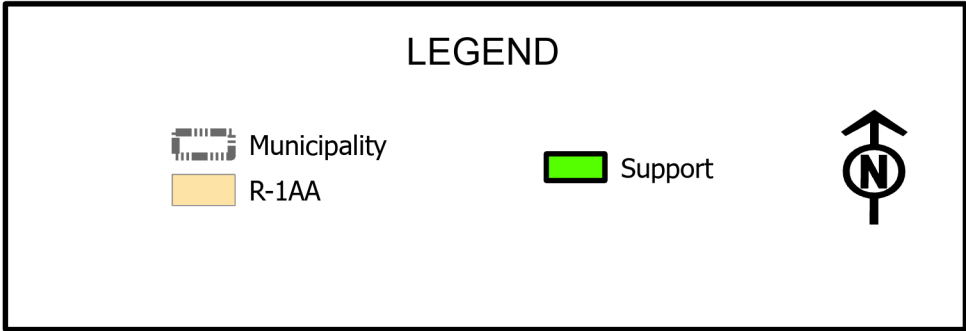 LEGEND
Municipality
R-1AA
Support
N